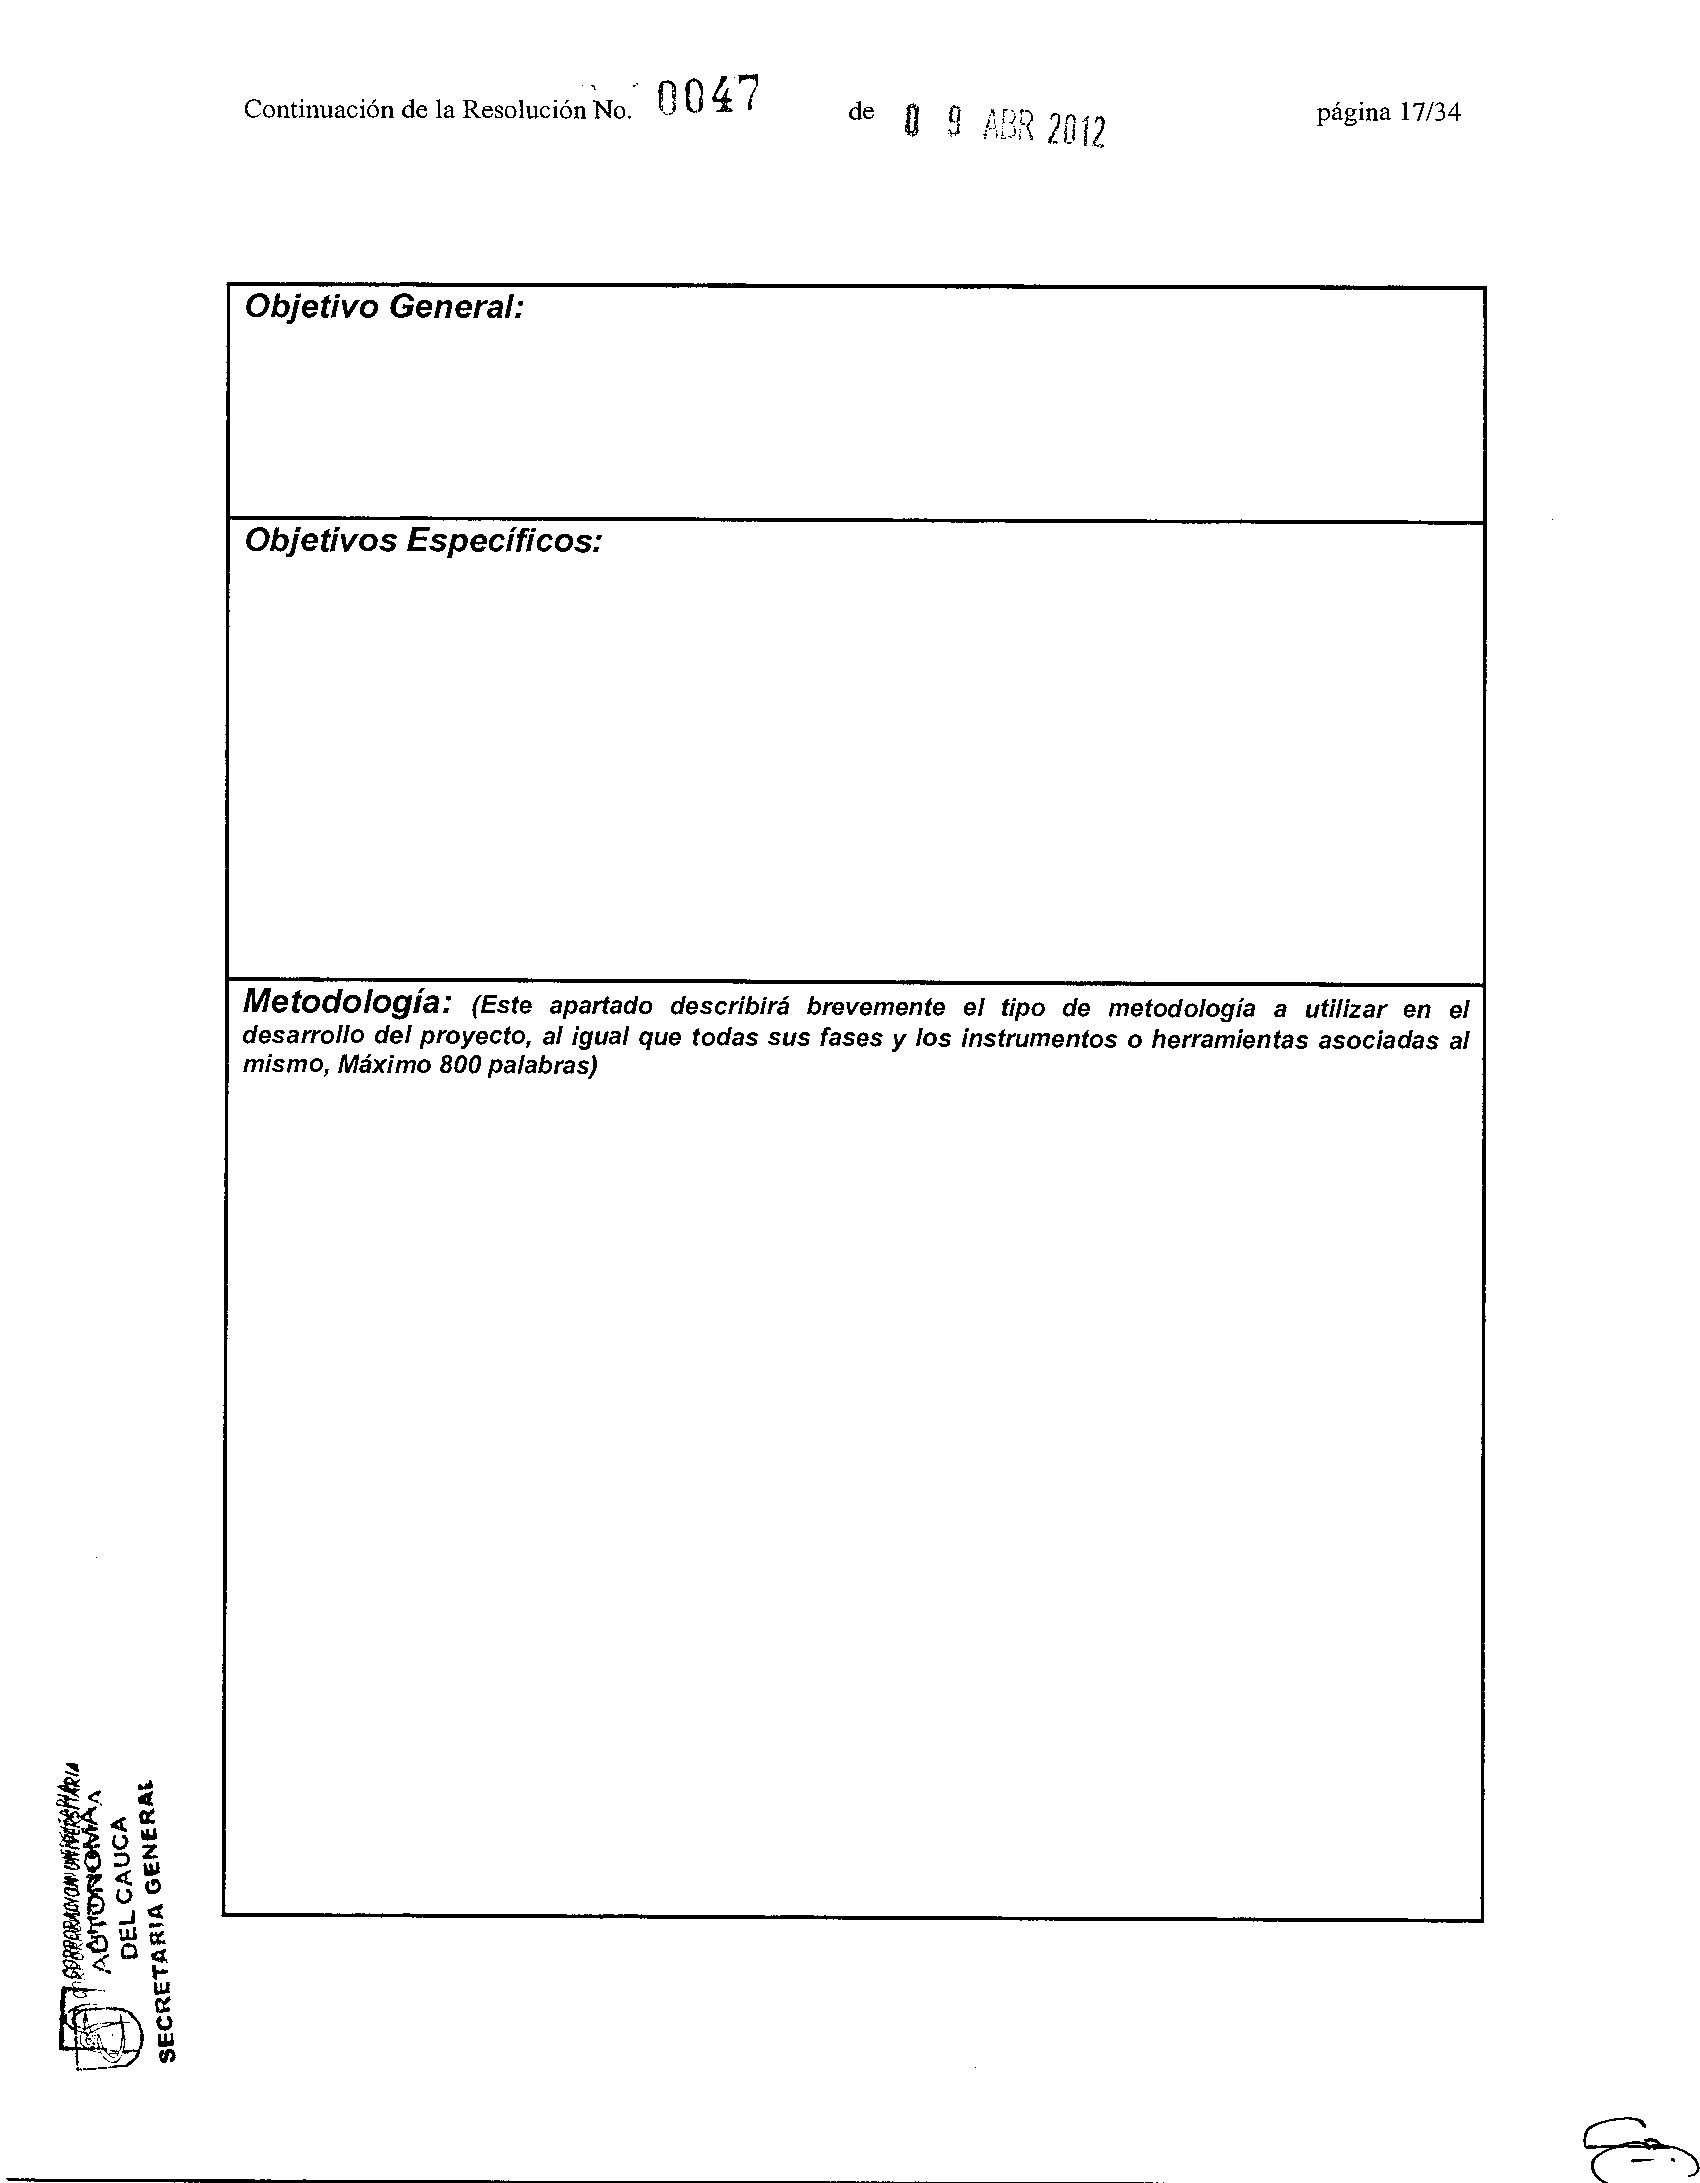 Continuación de la Resolución No. 0047 de 09 ABR 2012 página 17/34
Objetivo General:
Objetivos Específicos:
Metodología: (Este apartado describirá brevemente el tipo de metodología a utilizar en el
desarrollo del proyecto, al igual que todas sus fases y los instrumentos o herramientas asociadas al
mismo, Máximo 800 palabras)
AUTONOMA
DEL CAUCA
SECRETARIA GENERAL